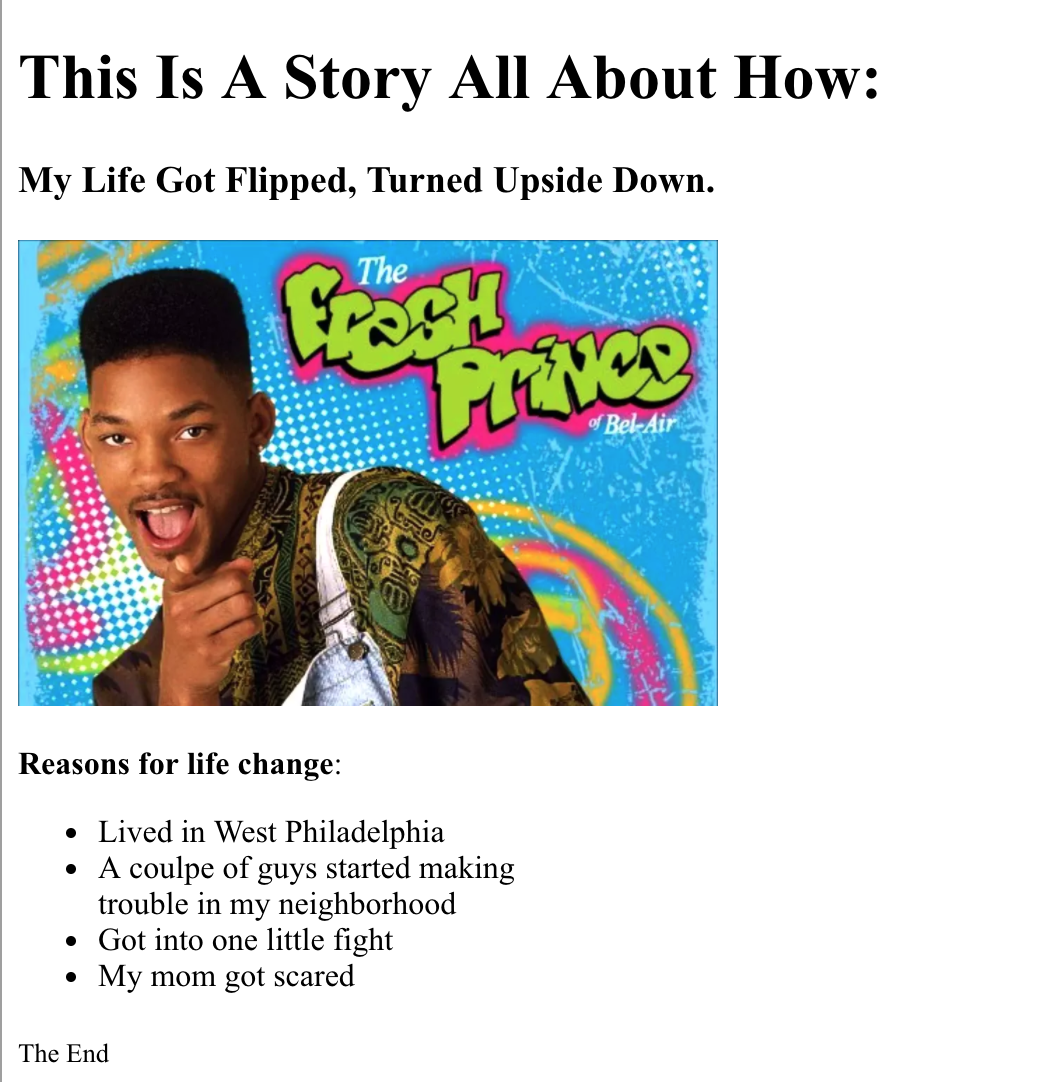 This Is A Story All About How:
My Life Got Flipped, Turned Upside Down.
The
Fresh
Prince
of Bel-Air
Reasons for life change:
Lived in West Philadelphia
A coulpe of guys started making
trouble in my neighborhood
Got into one little fight
My mom got scared
The End